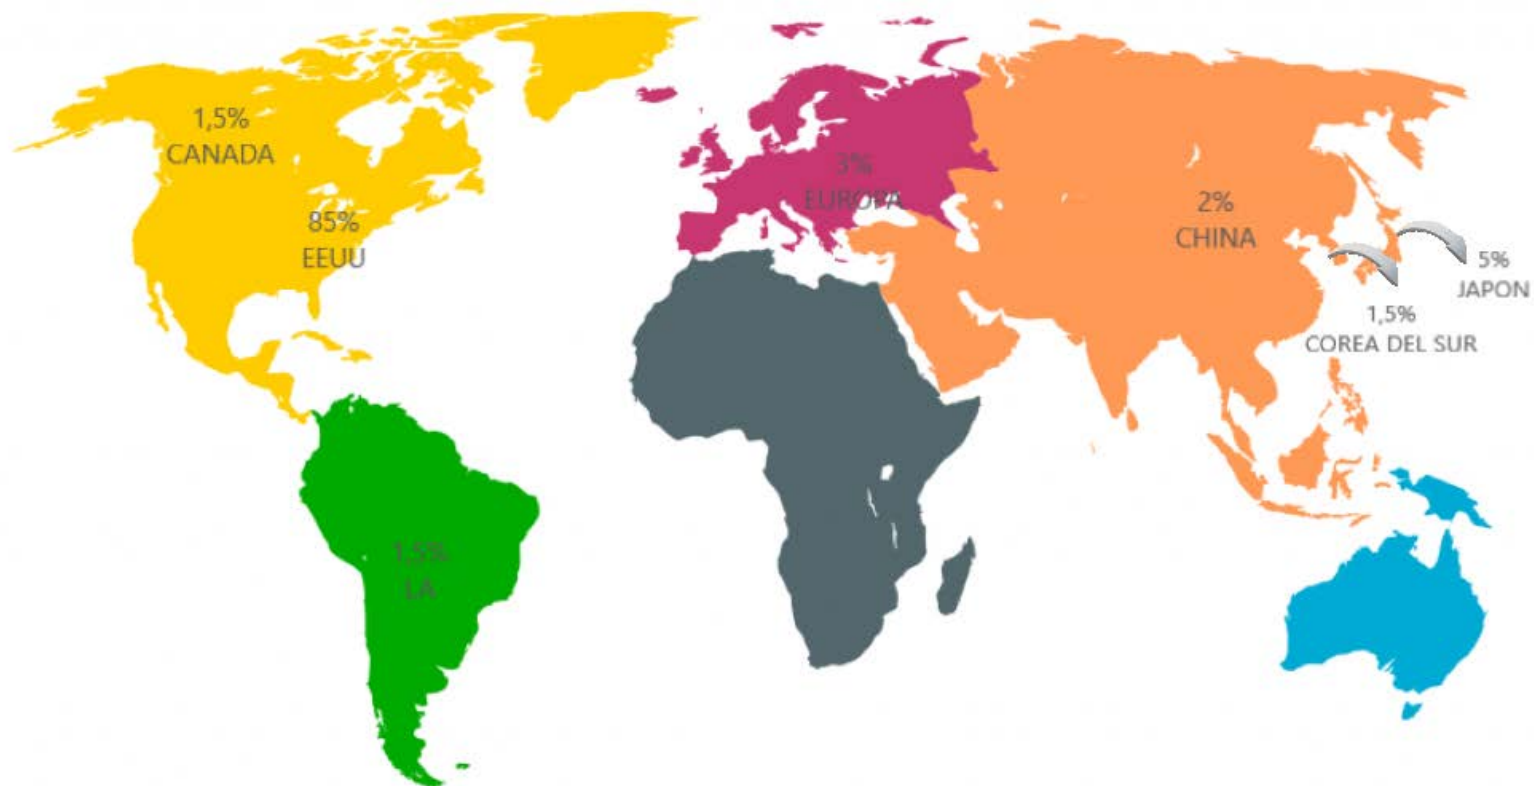 1,5%
CANADA
85%
EEUU
3%
EUROPA
2%
CHINA
5%
JAPON
1,5%
COREA DEL SUR
1,5%
LA